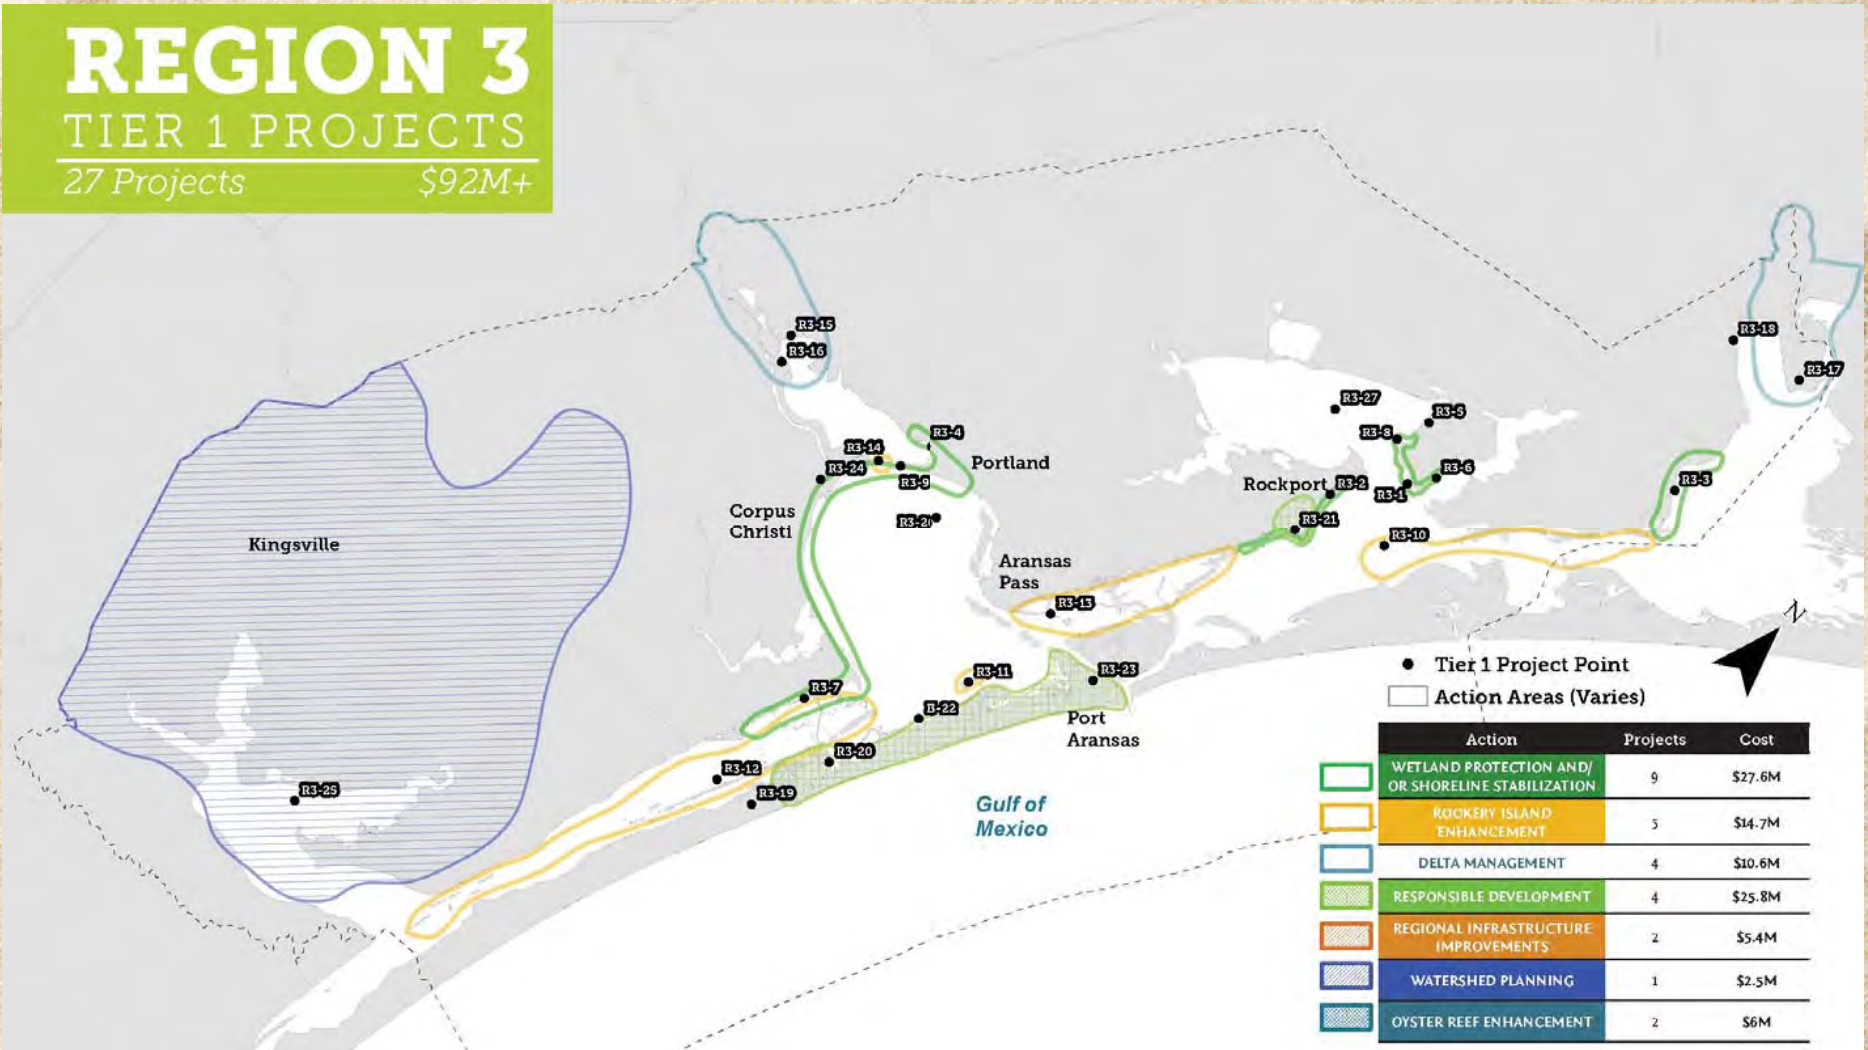 REGION 3
TIER 1 PROJECTS
27 Projects $92M+
R3-15
R3-16
R3-18
R3-17
R3-27
R3-5
R3-8
R3-4
R3-14
R3-24
Portland
R3-9
R3-6
Rockport
R3-2
R3-1
R3-3
Corpus
Christi
R3-21
R3-10
Kingsville
Aransas
Pass
R3-13
R3-11
R3-23
R3-7
B-22
Port
Aransas
R3-20
R3-12
R3-19
R3-25
Gulf of
Mexico
N
Tier 1 Project Point
Action Areas (Varies)
Action Projects Cost
WETLAND PROTECTION AND/
OR SHORELINE STABILIZATION 9 $27.6M
ROOKERY ISLAND
ENHANCEMENT 5 $14.7M
DELTA MANAGEMENT 4 $10.6M
RESPONSIBLE DEVELOPMENT 4 $25.8M
REGIONAL INFRASTRUCTURE
IMPROVEMENTS 2 $5.4M
WATERSHED PLANNING 1 $2.5M
OYSTER REEF ENHANCEMENT 2 $6M